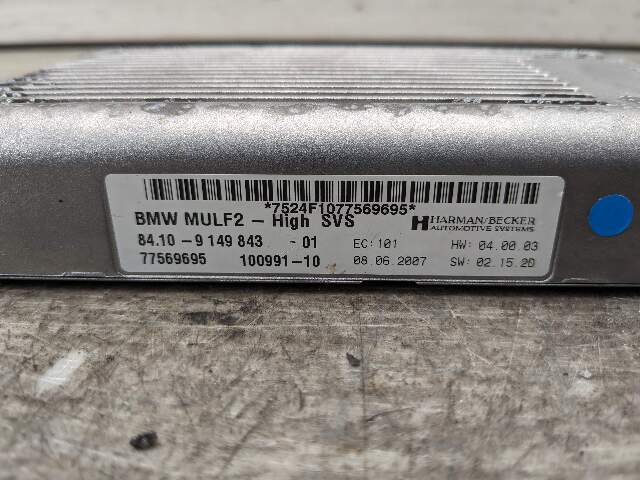 *7524F1077569695*
BMW MULF2 - High SVS
HARMAN/BECKER
AUTOMOTIVE SYSTEMS
84.10 - 9 149 843 - 01 EC: 101 HW: 04.00.03
77569695 100991-10 08.06.2007 SW: 02.15.20